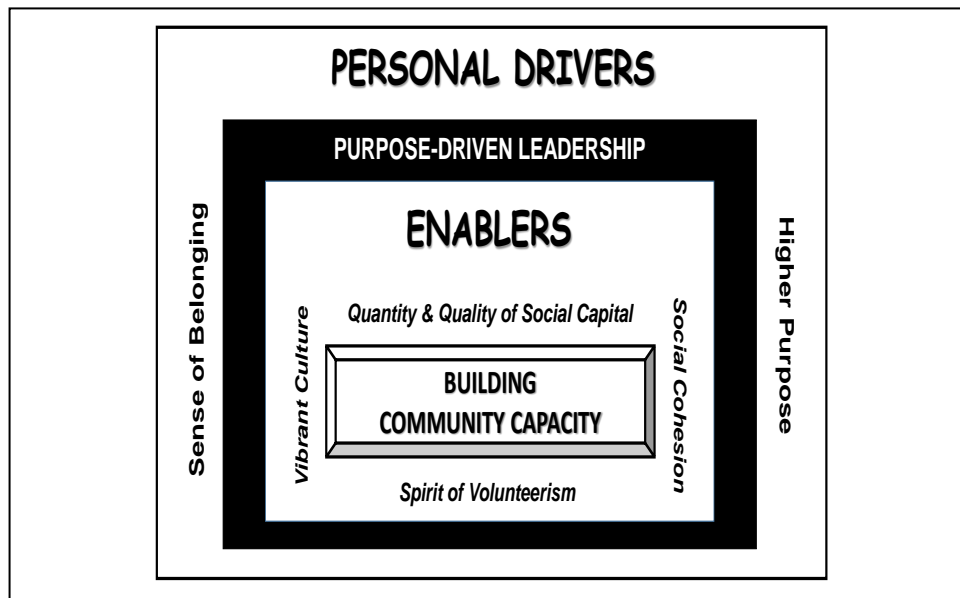 PERSONAL DRIVERS
PURPOSE-DRIVEN LEADERSHIP
Sense of Belonging
ENABLERS
Higher Purpose
Quantity & Quality of Social Capital
Vibrant Culture
Social Cohesion
BUILDING
COMMUNITY CAPACITY
Spirit of Volunteerism